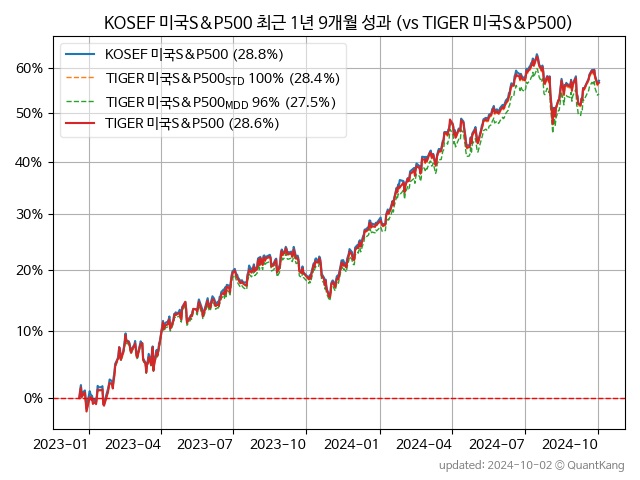 KOSEF 미국S&P500 최근 1년 9개월 성과 (vs TIGER 미국S&P500)
KOSEF 미국S&P500 (28.8%)
TIGER 미국S&P500STD 100% (28.4%)
TIGER 미국S&P500MDD 96% (27.5%)
TIGER 미국S&P500 (28.6%)
60%
50%
40%
30%
20%
10%
0%
2023-01 2023-04 2023-07 2023-10 2024-01 2024-04 2024-07 2024-10
updated: 2024-10-02 © QuantKang